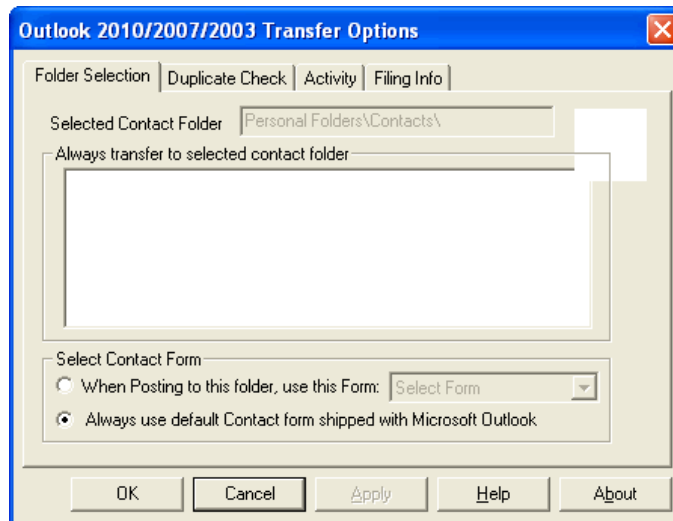 Outlook 2010/2007/2003 Transfer Options
Folder Selection Duplicate Check Activity Filing Info
Selected Contact Folder Personal Folders\Contacts\
Always transfer to selected contact folder
Select Contact Form
When Posting to this folder, use this Form: Select Form
Always use default Contact form shipped with Microsoft Outlook
OK Cancel Apply Help About